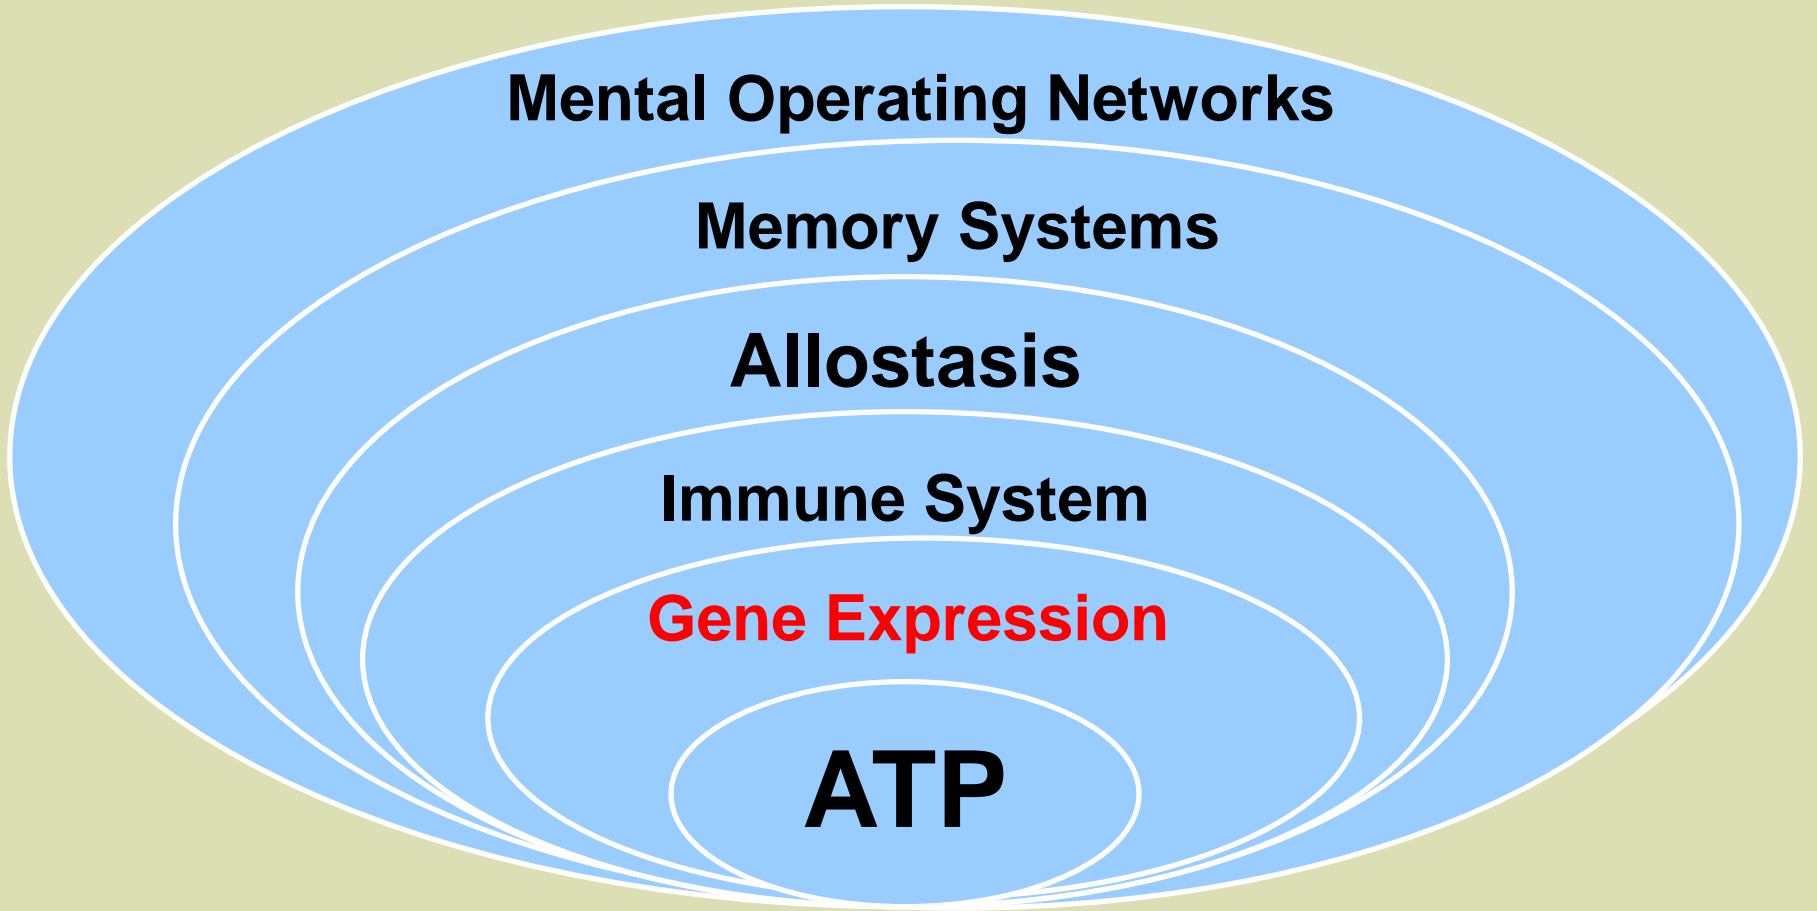 Mental Operating Networks
Memory Systems
Allostasis
Immune System
Gene Expression
ATP